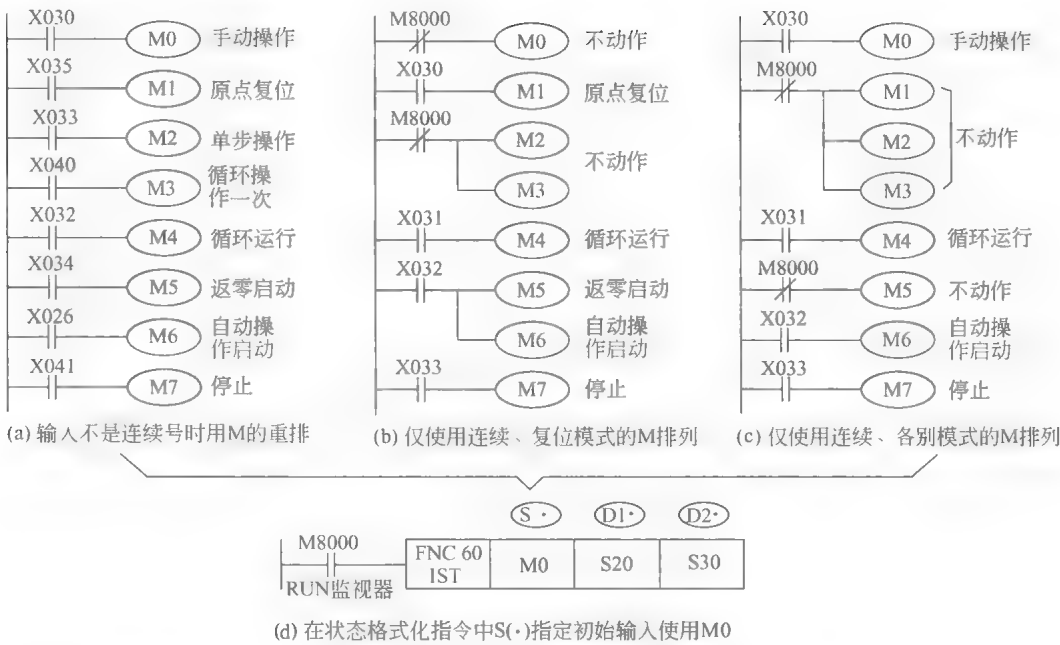 X030 M0 手动操作
X035 M1 原点复位
X033 M2 单步操作
X040 M3 循环操
作一次
X032 M4 循环运行
X034 M5 返零启动
X026 M6 自动操
作启动
X041 M7 停止
(a) 输入不是连续号时用M的重排
M8000 M0 不动作
X030 M1 原点复位
M8000 M2
不动作
M3
X031 M4 循环运行
X032 M5 返零启动
M6 自动操
作启动
X033 M7 停止
(b) 仅使用连续、复位模式的M排列
X030 M0 手动操作
M8000 M1
M2 不动作
M3
X031 M4 循环运行
M8000 M5 不动作
X032 M6 自动操
作启动
X033 M7 停止
(c) 仅使用连续、各别模式的M排列
S· D1· D2·
M8000 FNC 60
IST M0 S20 S30
RUN监视器
(d) 在状态格式化指令中S(·)指定初始输入使用M0